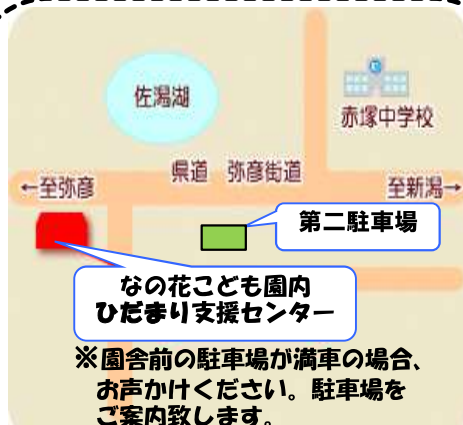 佐潟湖
赤塚中学校
県道 弥彦街道
←至弥彦
至新潟→
第二駐車場
なの花こども園内
ひだまり支援センター
※園舎前の駐車場が満車の場合、
お声かけください。駐車場を
ご案内致します。